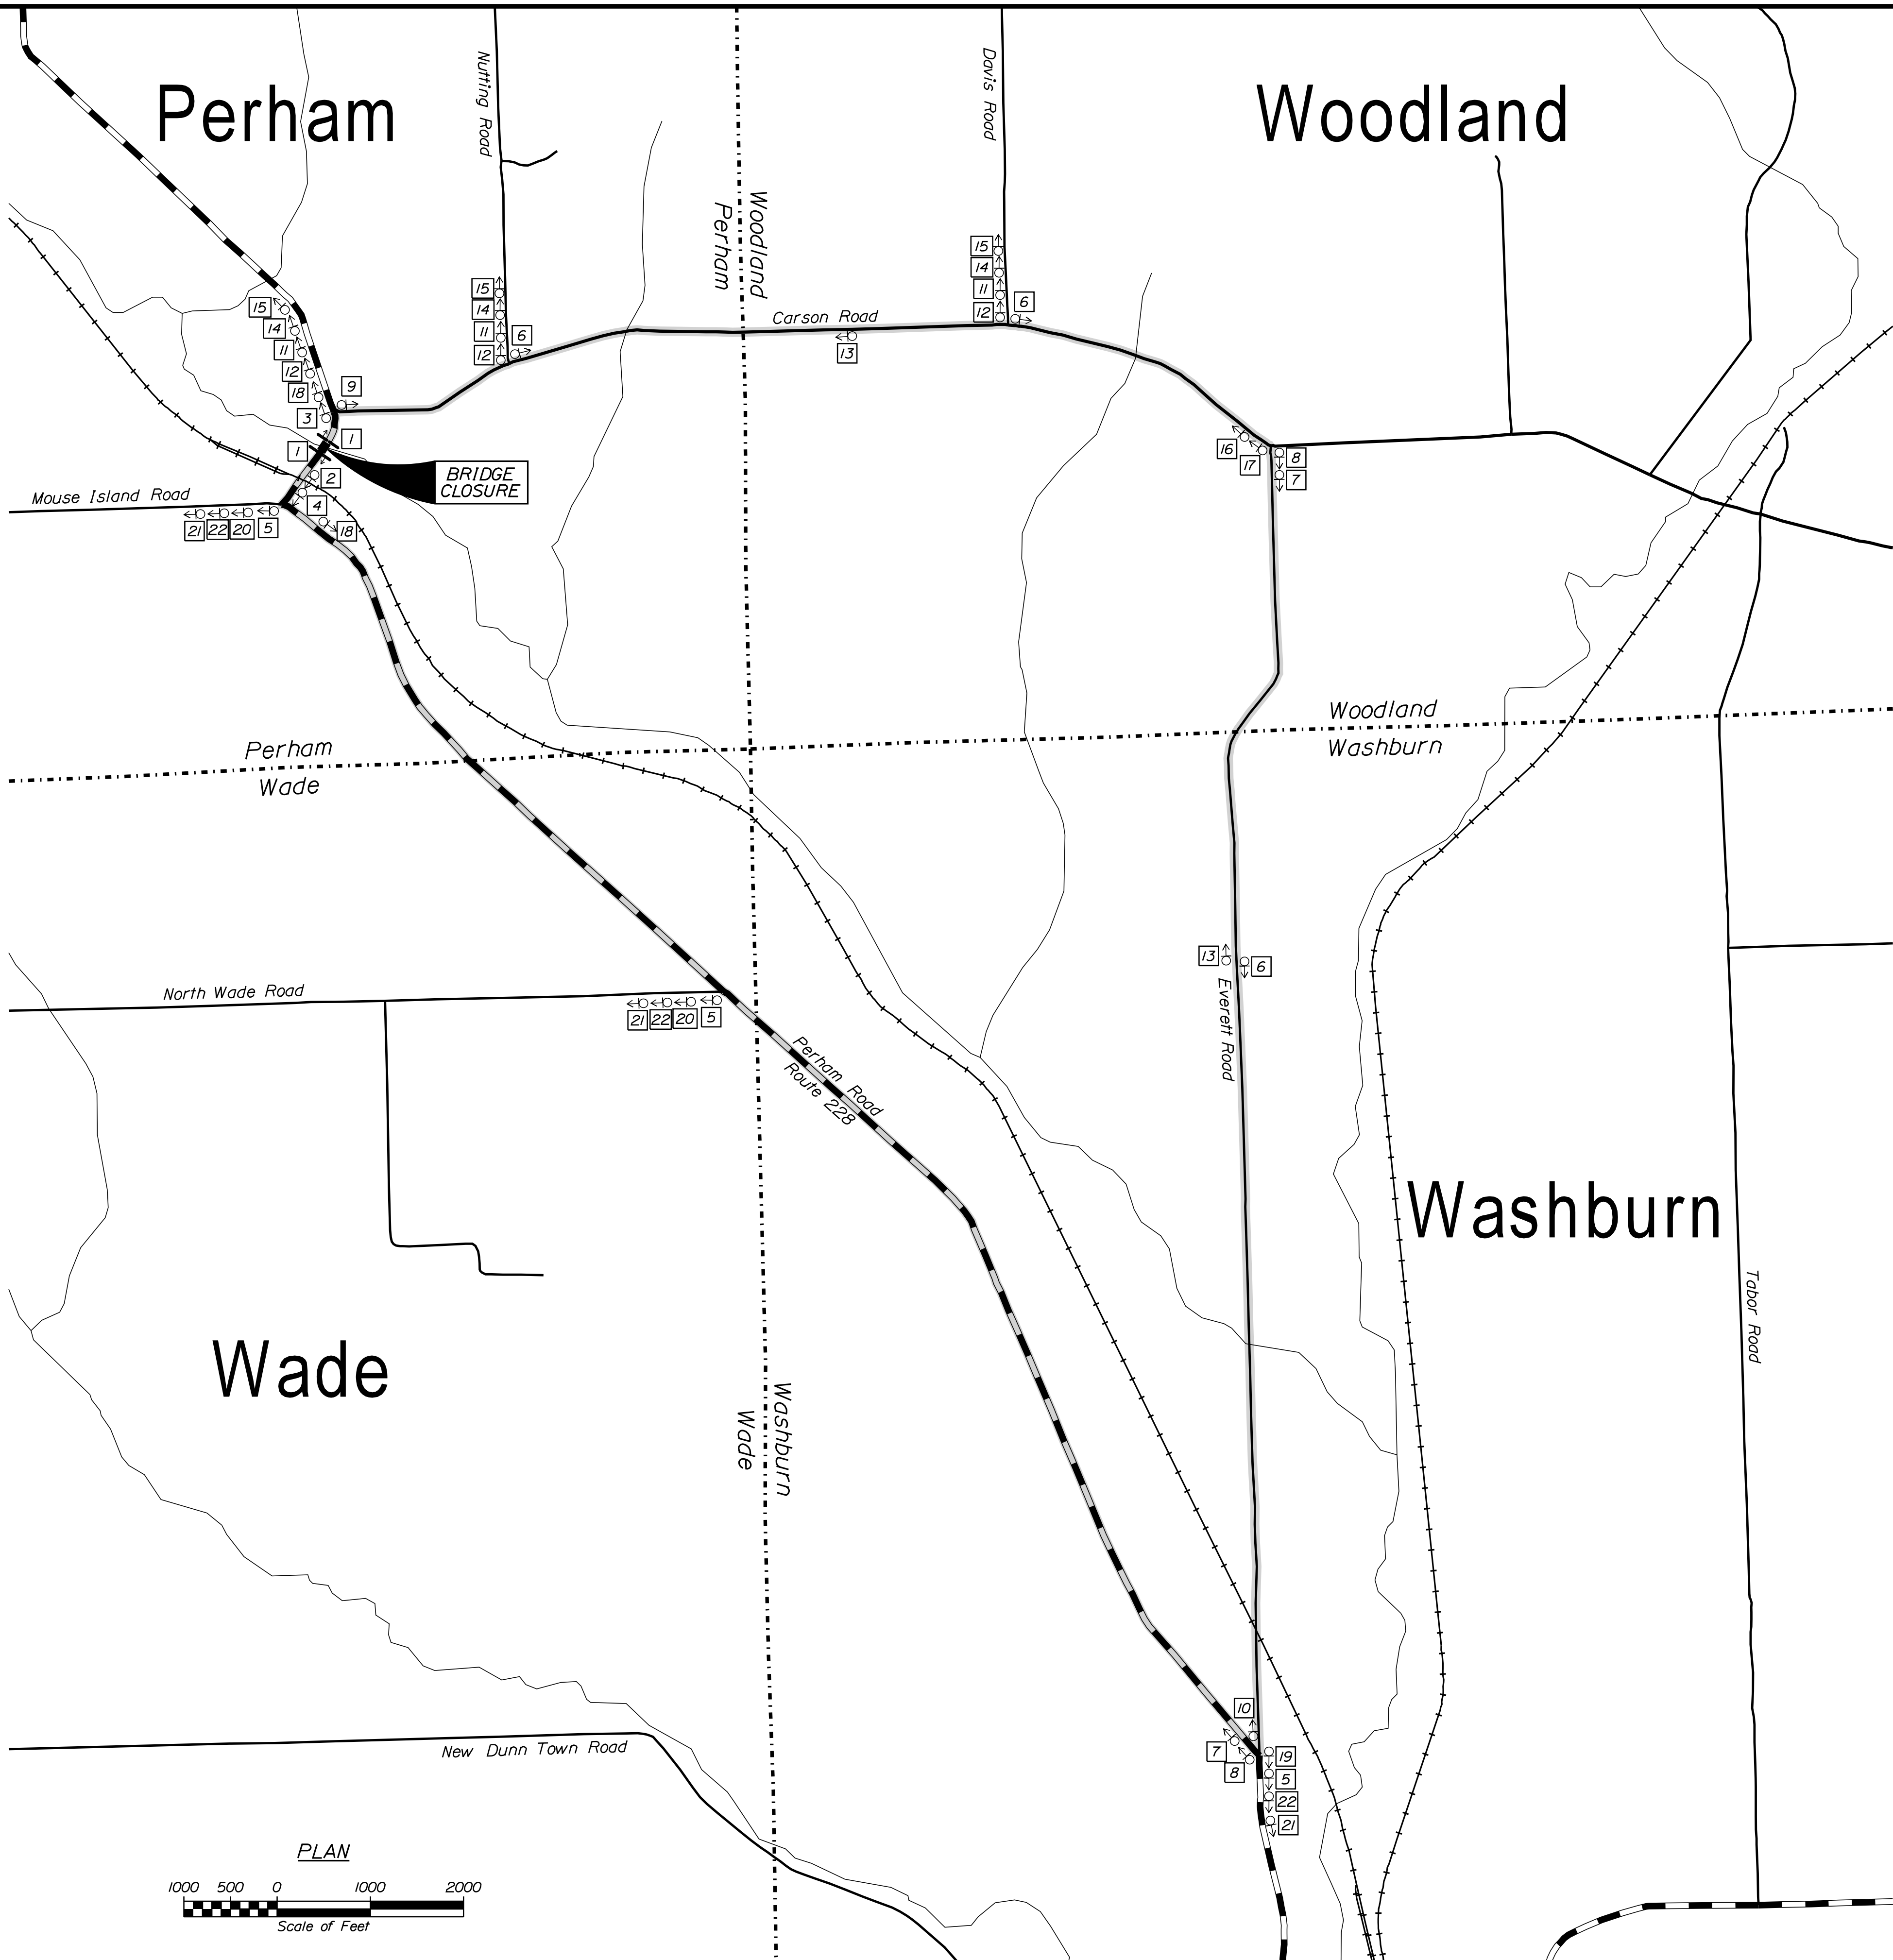 Perham
Woodland
Nutting Road
Davis Road
Woodland
Perham
15
14
11
12
6
15
14
11
12
6
Carson Road
13
15
14
11
12
18
3
9
1
1
2
4
18
BRIDGE
CLOSURE
Mouse Island Road
21
22
20
5
16
17
8
7
Woodland
Washburn
Perham
Wade
13
6
Everett Road
North Wade Road
21
22
20
5
Perham Road
Route 228
Washburn
Tabor Road
Wade
Washburn
Wade
10
7
8
19
5
22
21
New Dunn Town Road
PLAN
1000 500 0 1000 2000
Scale of Feet